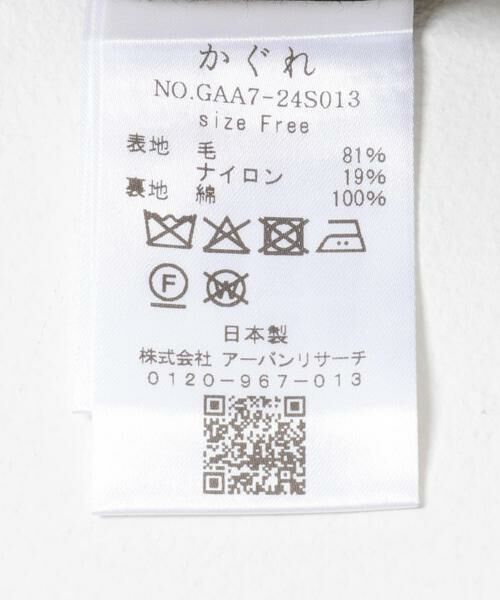 かぐれ
NO.GAA7-24S013
size Free
表地 毛 81%
ナイロン 19%
裏地 綿 100%
F W
日本製
株式会社 アーバンリサーチ
0120-967-013